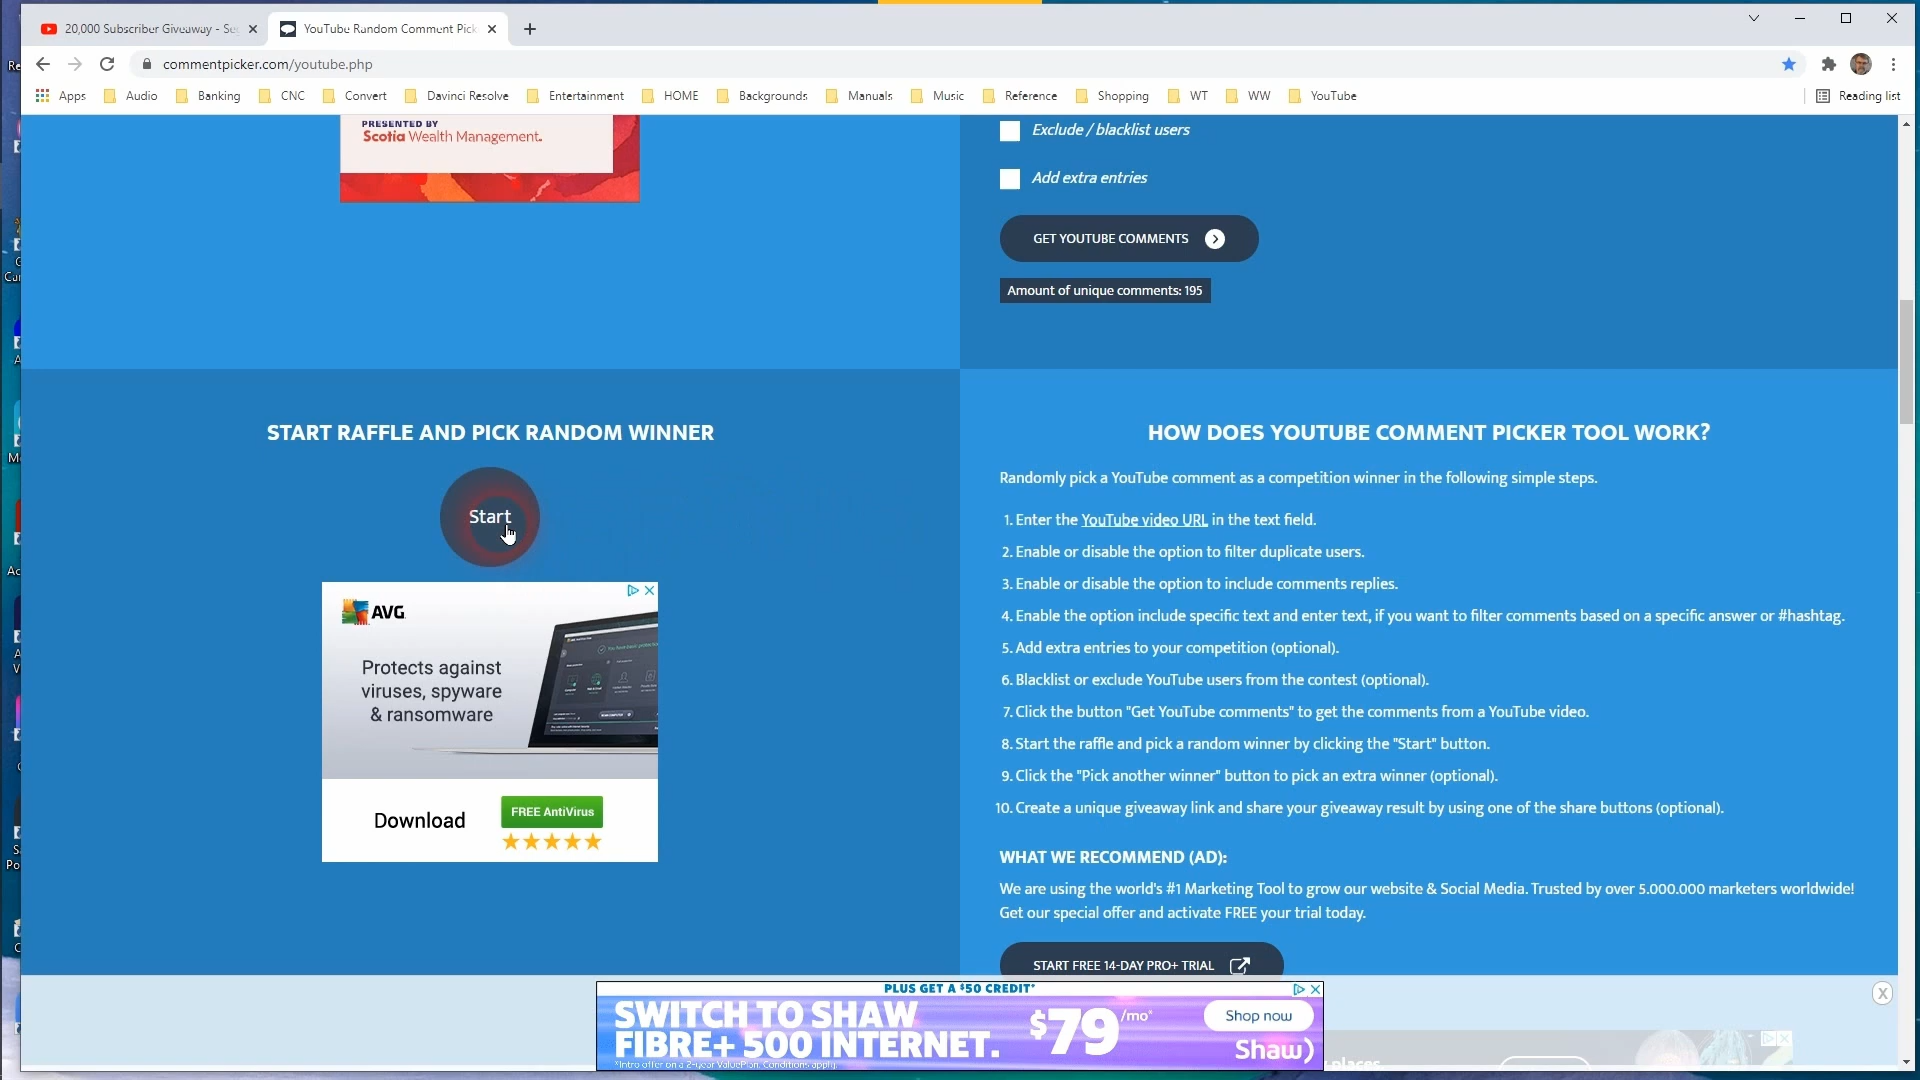 20,000 Subscriber Giveaway - Se
YouTube Random Comment Pick
commentpicker.com/youtube.php
Apps
Audio
Banking
CNC
Convert
Davinci Resolve
Entertainment
HOME
Backgrounds
Manuals
Music
Reference
Shopping
WT
WW
YouTube
Reading list
PRESENTED BY
Scotia Wealth Management.
Exclude / blacklist users
Add extra entries
GET YOUTUBE COMMENTS
Amount of unique comments: 195
START RAFFLE AND PICK RANDOM WINNER
Start
AVG
Protects against
viruses, spyware
& ransomware
Download
FREE AntiVirus
HOW DOES YOUTUBE COMMENT PICKER TOOL WORK?
Randomly pick a YouTube comment as a competition winner in the following simple steps.
1. Enter the YouTube video URL in the text field.
2. Enable or disable the option to filter duplicate users.
3. Enable or disable the option to include comments replies.
4. Enable the option include specific text and enter text, if you want to filter comments based on a specific answer or #hashtag.
5. Add extra entries to your competition (optional).
6. Blacklist or exclude YouTube users from the contest (optional).
7. Click the button "Get YouTube comments" to get the comments from a YouTube video.
8. Start the raffle and pick a random winner by clicking the "Start" button.
9. Click the "Pick another winner" button to pick an extra winner (optional).
10. Create a unique giveaway link and share your giveaway result by using one of the share buttons (optional).
WHAT WE RECOMMEND (AD):
We are using the world's #1 Marketing Tool to grow our website & Social Media. Trusted by over 5.000.000 marketers worldwide!
Get our special offer and activate FREE your trial today.
START FREE 14-DAY PRO+ TRIAL
PLUS GET A $50 CREDIT*
SWITCH TO SHAW
FIBRE+ 500 INTERNET.
$79/mo*
Shop now
Shaw)
*Intro offer on a 2-year ValuePlan. Conditions apply.
places
X